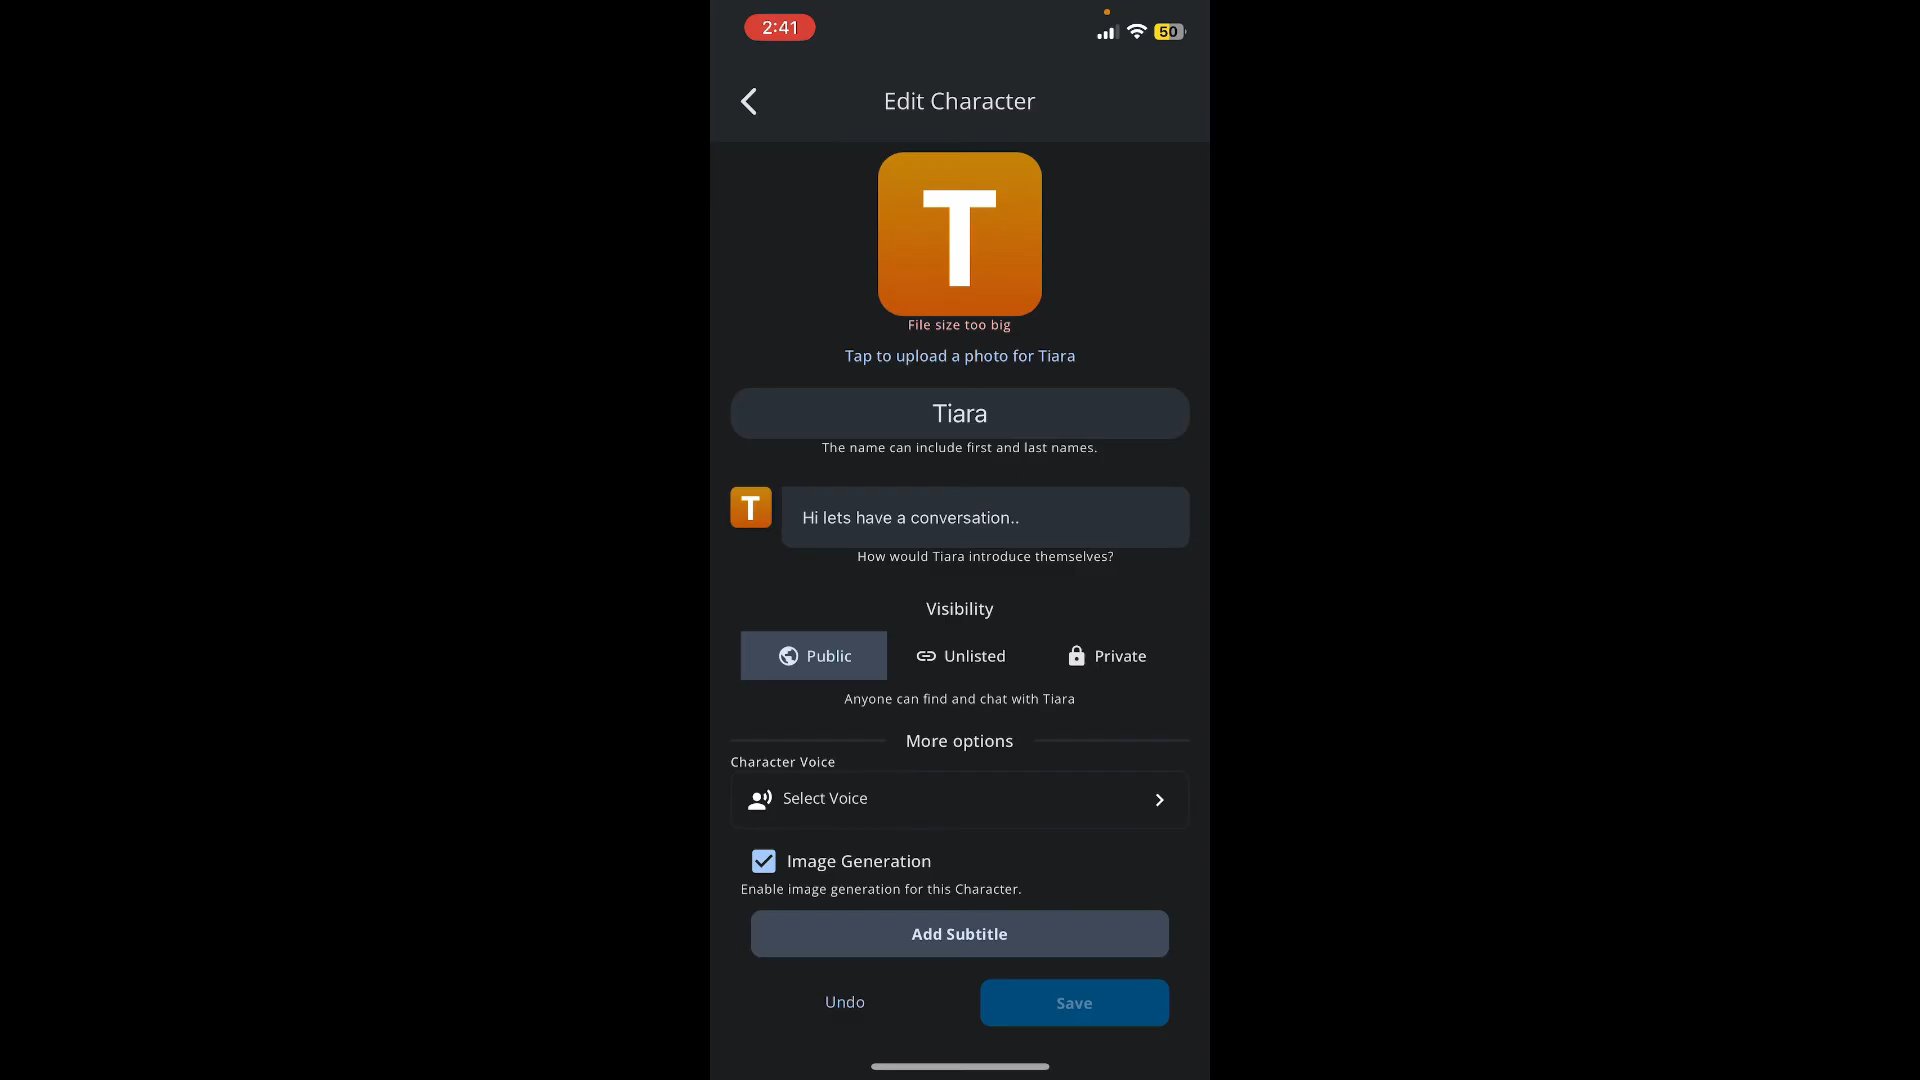 2:41
50
Edit Character
T
File size too big
Tap to upload a photo for Tiara
Tiara
The name can include first and last names.
T
Hi lets have a conversation..
How would Tiara introduce themselves?
Visibility
Public
Unlisted
Private
Anyone can find and chat with Tiara
More options
Character Voice
Select Voice
Image Generation
Enable image generation for this Character.
Add Subtitle
Undo
Save